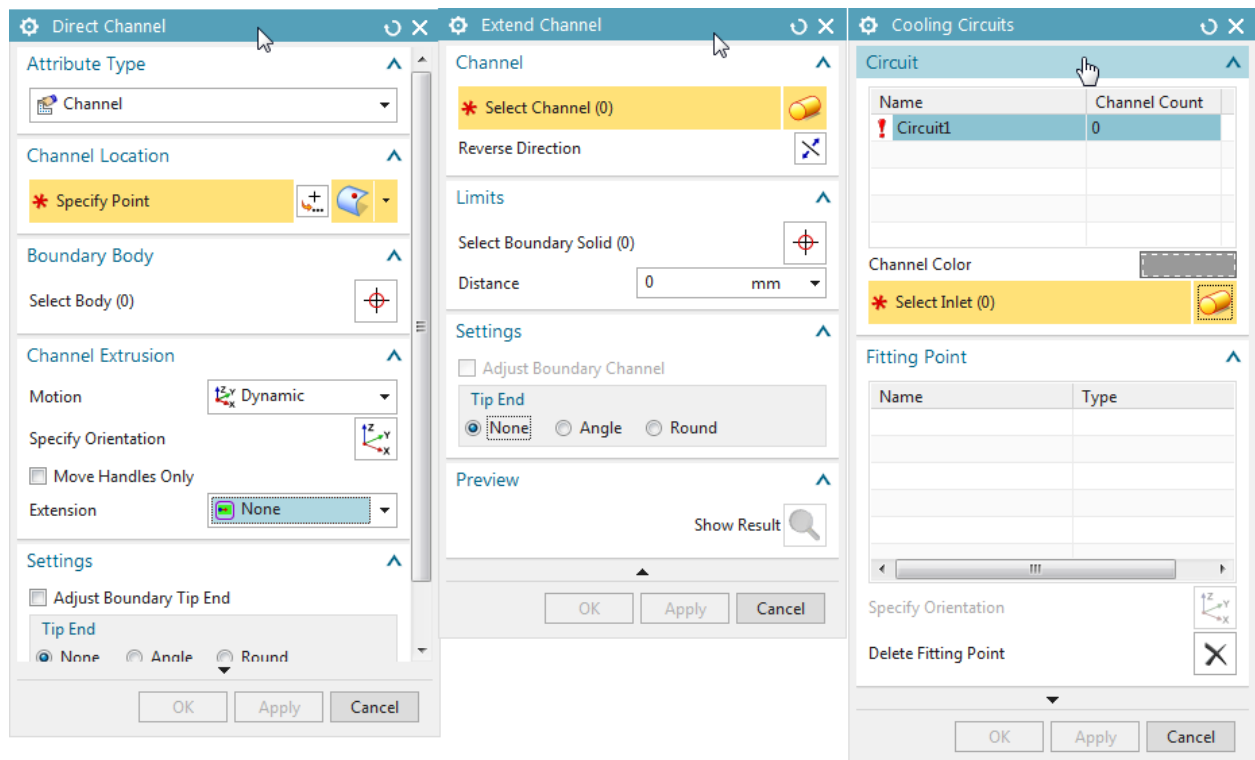 Direct Channel
Attribute Type
Channel
Channel Location
* Specify Point
Boundary Body
Select Body (0)
Channel Extrusion
Motion Dynamic
Specify Orientation
Move Handles Only
Extension None
Settings
Adjust Boundary Tip End
Tip End
None Angle Round
OK Apply Cancel
Extend Channel
Channel
* Select Channel (0)
Reverse Direction
Limits
Select Boundary Solid (0)
Distance 0 mm
Settings
Adjust Boundary Channel
Tip End
None Angle Round
Preview
Show Result
OK Apply Cancel
Cooling Circuits
Circuit
Name Channel Count
! Circuit1 0
Channel Color
* Select Inlet (0)
Fitting Point
Name Type
Specify Orientation
Delete Fitting Point
OK Apply Cancel